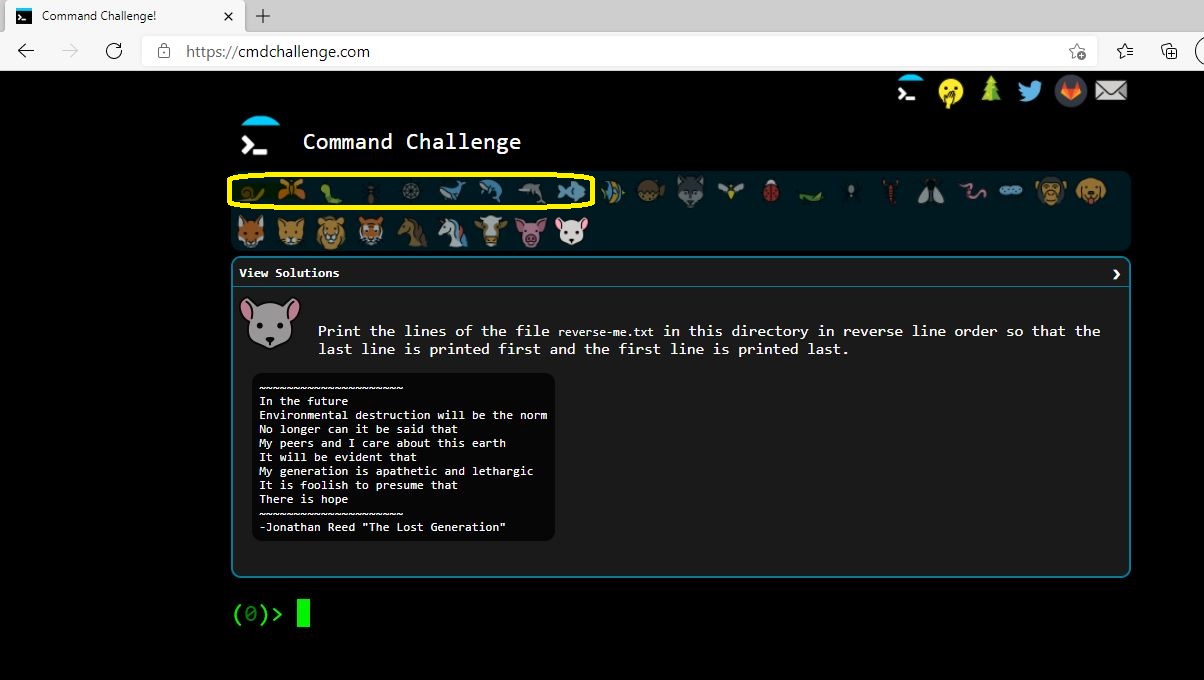 Command Challenge!
https://cmdchallenge.com
Command Challenge
View Solutions
Print the lines of the file reverse-me.txt in this directory in reverse line order so that the
last line is printed first and the first line is printed last.
~~~~~~~~~~~~~~~~~~~~~
In the future
Environmental destruction will be the norm
No longer can it be said that
My peers and I care about this earth
It will be evident that
My generation is apathetic and lethargic
It is foolish to presume that
There is hope
~~~~~~~~~~~~~~~~~~~~~
-Jonathan Reed "The Lost Generation"
(0)>